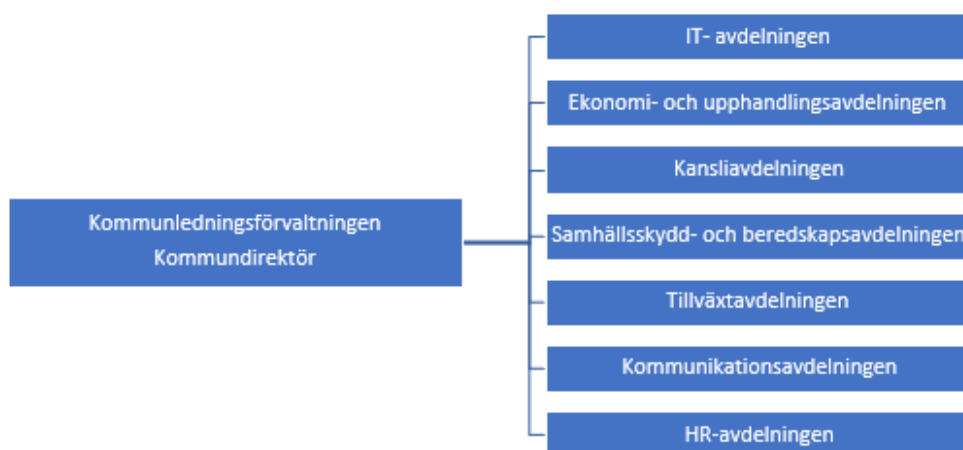 IT- avdelningen
Ekonomi- och upphandlingsavdelningen
Kansliavdelningen
Kommunledningsförvaltningen
Kommundirektör
Samhällsskydd- och beredskapsavdelningen
Tillväxtavdelningen
Kommunikationsavdelningen
HR-avdelningen